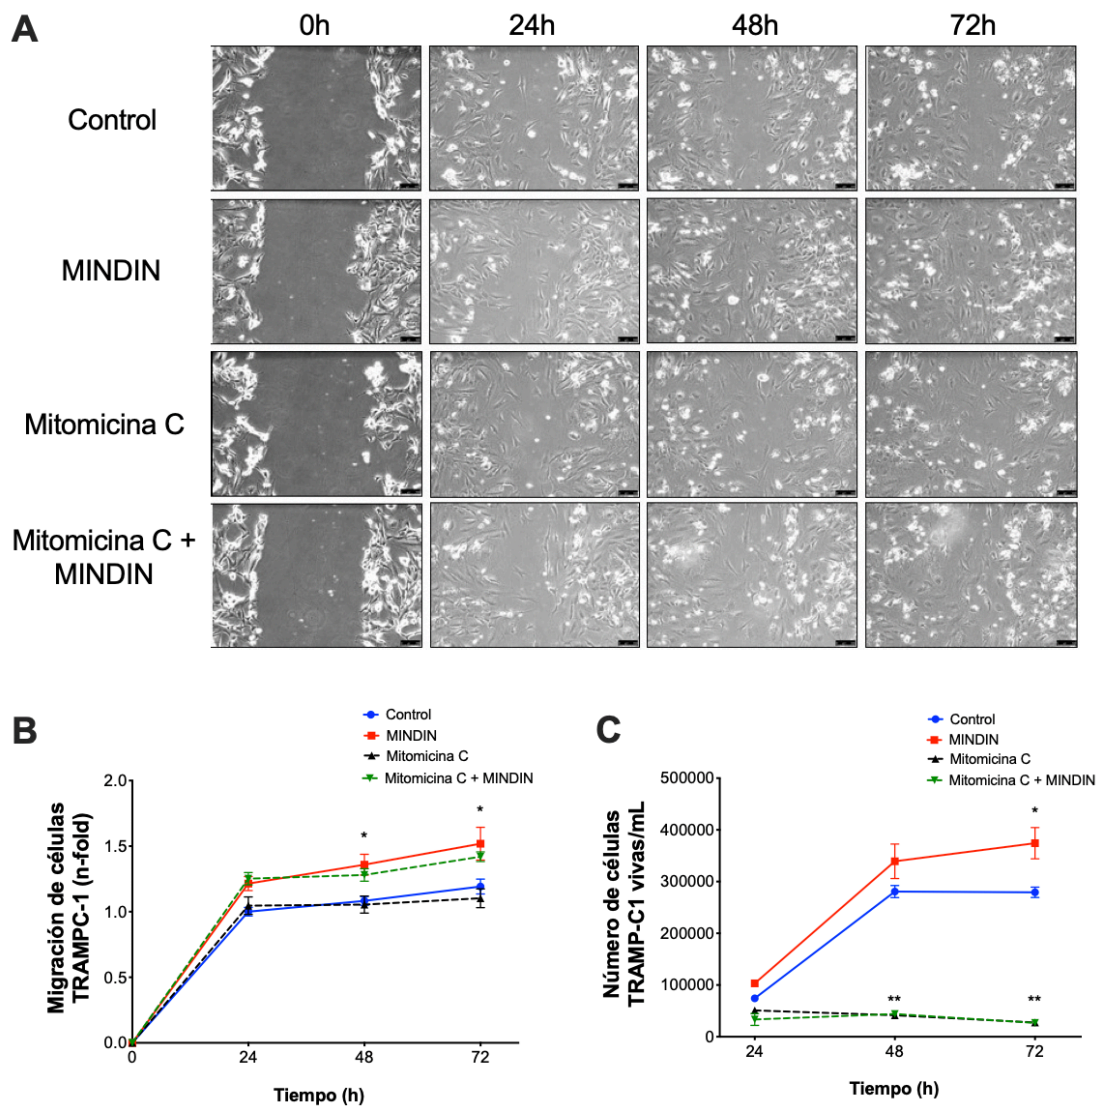 A
0h
24h
48h
72h
Control
MINDIN
Mitomicina C
Mitomicina C +
MINDIN
B
Control
MINDIN
Mitomicina C
Mitomicina C + MINDIN
Migración de células
TRAMPC-1 (n-fold)
2.0
1.5
1.0
0.5
0.0
*
*
0
24
48
72
Tiempo (h)
C
Control
MINDIN
Mitomicina C
Mitomicina C + MINDIN
Número de células
TRAMP-C1 vivas/mL
500000
400000
300000
200000
100000
0
*
**
**
24
48
72
Tiempo (h)